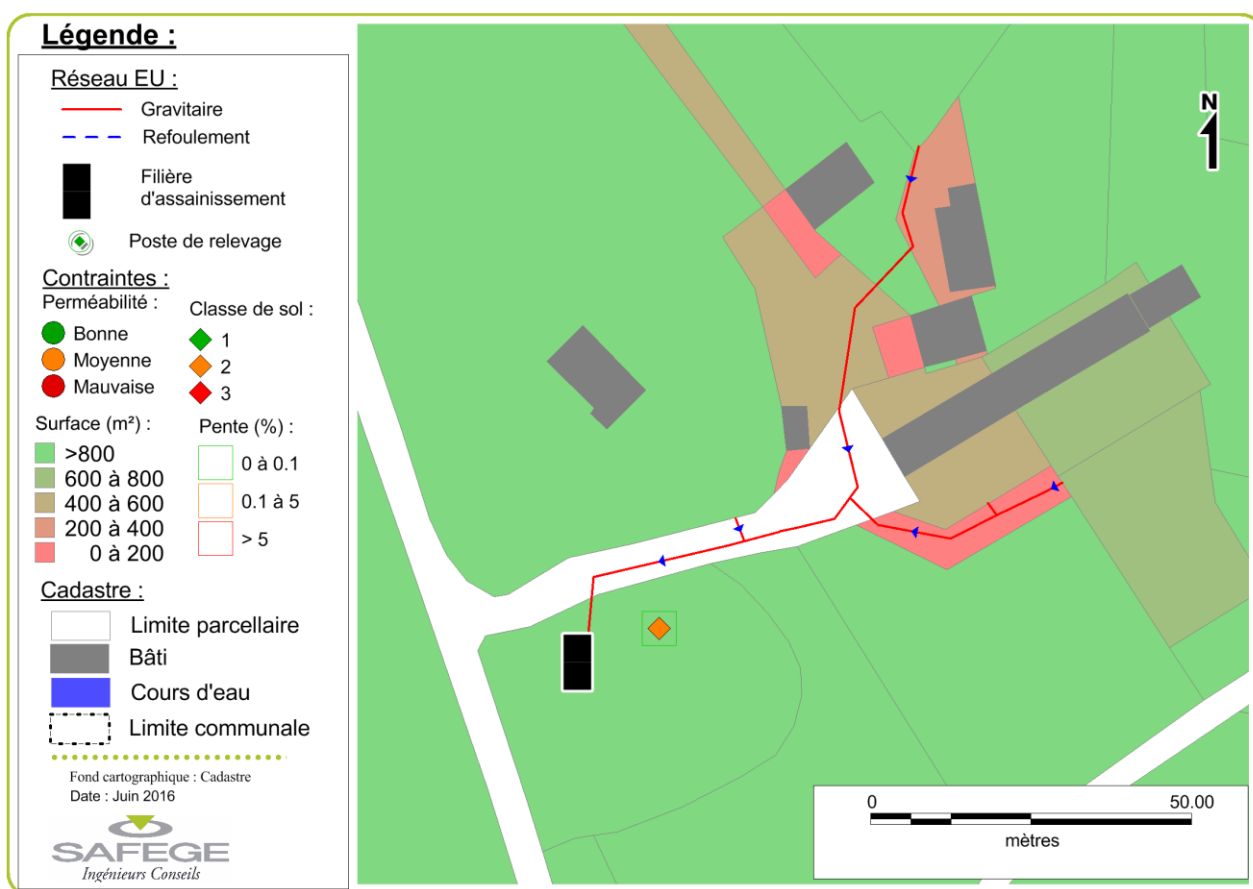 Légende :
Réseau EU :
Gravitaire
Refoulement
Filière
d'assainissement
Poste de relevage
Contraintes :
Perméabilité :
Bonne
Moyenne
Mauvaise
Classe de sol :
1
2
3
Surface (m²) :
>800
600 à 800
400 à 600
200 à 400
0 à 200
Pente (%) :
0 à 0.1
0.1 à 5
> 5
Cadastre :
Limite parcellaire
Bâti
Cours d'eau
Limite communale
Fond cartographique : Cadastre
Date : Juin 2016
SAFEGE
Ingénieurs Conseils
N
0 50.00
mètres